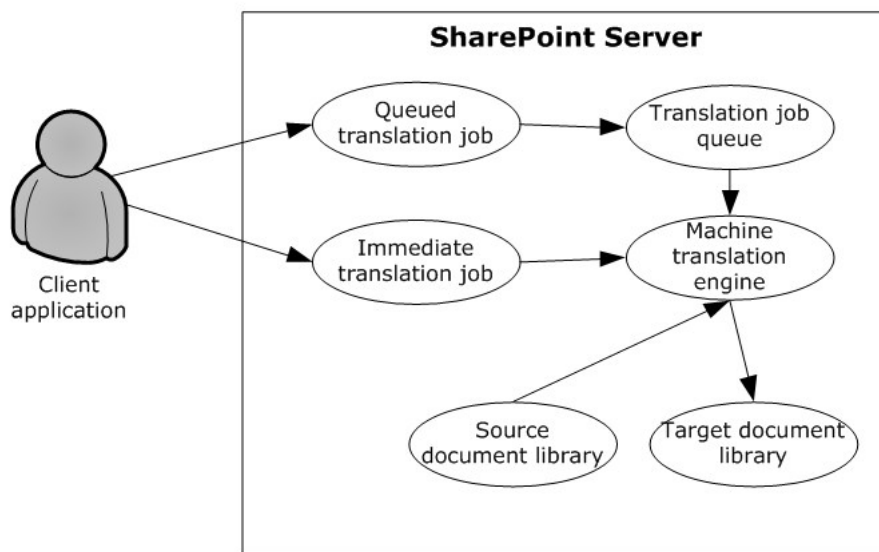 SharePoint Server
Queued
translation job
Translation job
queue
Immediate
translation job
Machine
translation
engine
Client
application
Source
document library
Target document
library